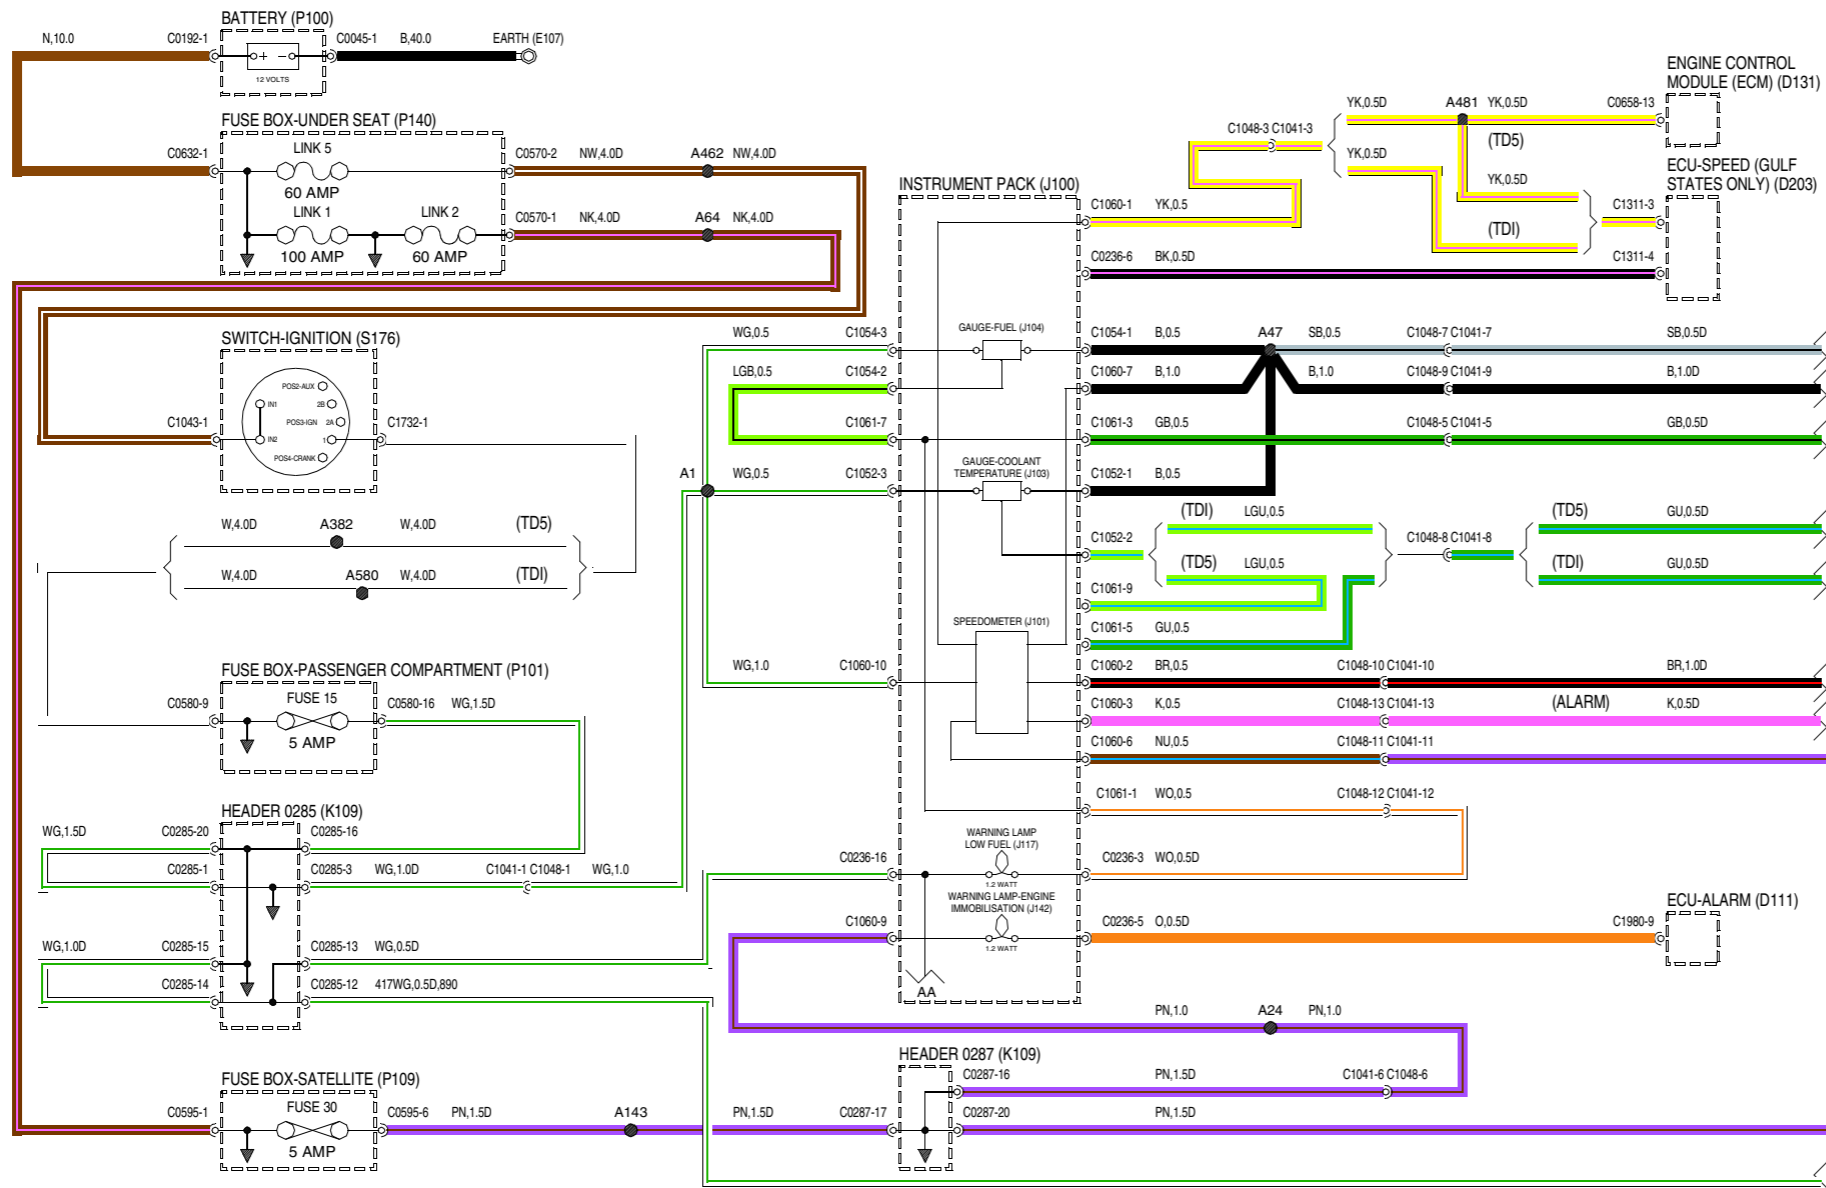 BATTERY (P100)
N,10.0
C0192-1
C0045-1
B,40.0
EARTH (E107)
+ -
12 VOLTS
FUSE BOX-UNDER SEAT (P140)
C0632-1
LINK 5
60 AMP
C0570-2
NW,4.0D
A462
NW,4.0D
LINK 1
100 AMP
LINK 2
60 AMP
C0570-1
NK,4.0D
A64
NK,4.0D
SWITCH-IGNITION (S176)
C1043-1
POS2-AUX
IN1
2B
POS3-IGN
2A
IN2
1
POS4-CRANK
C1732-1
W,4.0D
A382
W,4.0D
(TD5)
W,4.0D
A580
W,4.0D
(TDI)
FUSE BOX-PASSENGER COMPARTMENT (P101)
C0580-9
FUSE 15
5 AMP
C0580-16
WG,1.5D
HEADER 0285 (K109)
WG,1.5D
C0285-20
C0285-16
C0285-1
C0285-3
WG,1.0D
C1041-1
C1048-1
WG,1.0
WG,1.0D
C0285-15
C0285-13
WG,0.5D
C0285-14
C0285-12
417WG,0.5D,890
FUSE BOX-SATELLITE (P109)
C0595-1
FUSE 30
5 AMP
C0595-6
PN,1.5D
A143
PN,1.5D
C0287-17
A1
WG,0.5
C1054-3
LGB,0.5
C1054-2
C1061-7
WG,0.5
C1052-3
WG,1.0
C1060-10
C0236-16
C1060-9
INSTRUMENT PACK (J100)
GAUGE-FUEL (J104)
GAUGE-COOLANT
TEMPERATURE (J103)
SPEEDOMETER (J101)
WARNING LAMP
LOW FUEL (J117)
1.2 WATT
WARNING LAMP-ENGINE
IMMOBILISATION (J142)
1.2 WATT
AA
C1060-1
YK,0.5
C1048-3
C1041-3
YK,0.5D
A481
YK,0.5D
C0658-13
(TD5)
YK,0.5D
YK,0.5D
(TDI)
C1311-3
ENGINE CONTROL
MODULE (ECM) (D131)
ECU-SPEED (GULF
STATES ONLY) (D203)
C0236-6
BK,0.5D
C1311-4
C1054-1
B,0.5
A47
SB,0.5
C1048-7
C1041-7
SB,0.5D
C1060-7
B,1.0
B,1.0
C1048-9
C1041-9
B,1.0D
C1061-3
GB,0.5
C1048-5
C1041-5
GB,0.5D
C1052-1
B,0.5
C1052-2
(TDI)
LGU,0.5
(TD5)
LGU,0.5
C1048-8
C1041-8
(TD5)
GU,0.5D
(TDI)
GU,0.5D
C1061-9
C1061-5
GU,0.5
C1060-2
BR,0.5
C1048-10
C1041-10
BR,1.0D
C1060-3
K,0.5
C1048-13
C1041-13
(ALARM)
K,0.5D
C1060-6
NU,0.5
C1048-11
C1041-11
C1061-1
WO,0.5
C1048-12
C1041-12
C0236-3
WO,0.5D
C0236-5
O,0.5D
C1980-9
ECU-ALARM (D111)
PN,1.0
A24
PN,1.0
HEADER 0287 (K109)
C0287-16
PN,1.5D
C1041-6
C1048-6
C0287-20
PN,1.5D